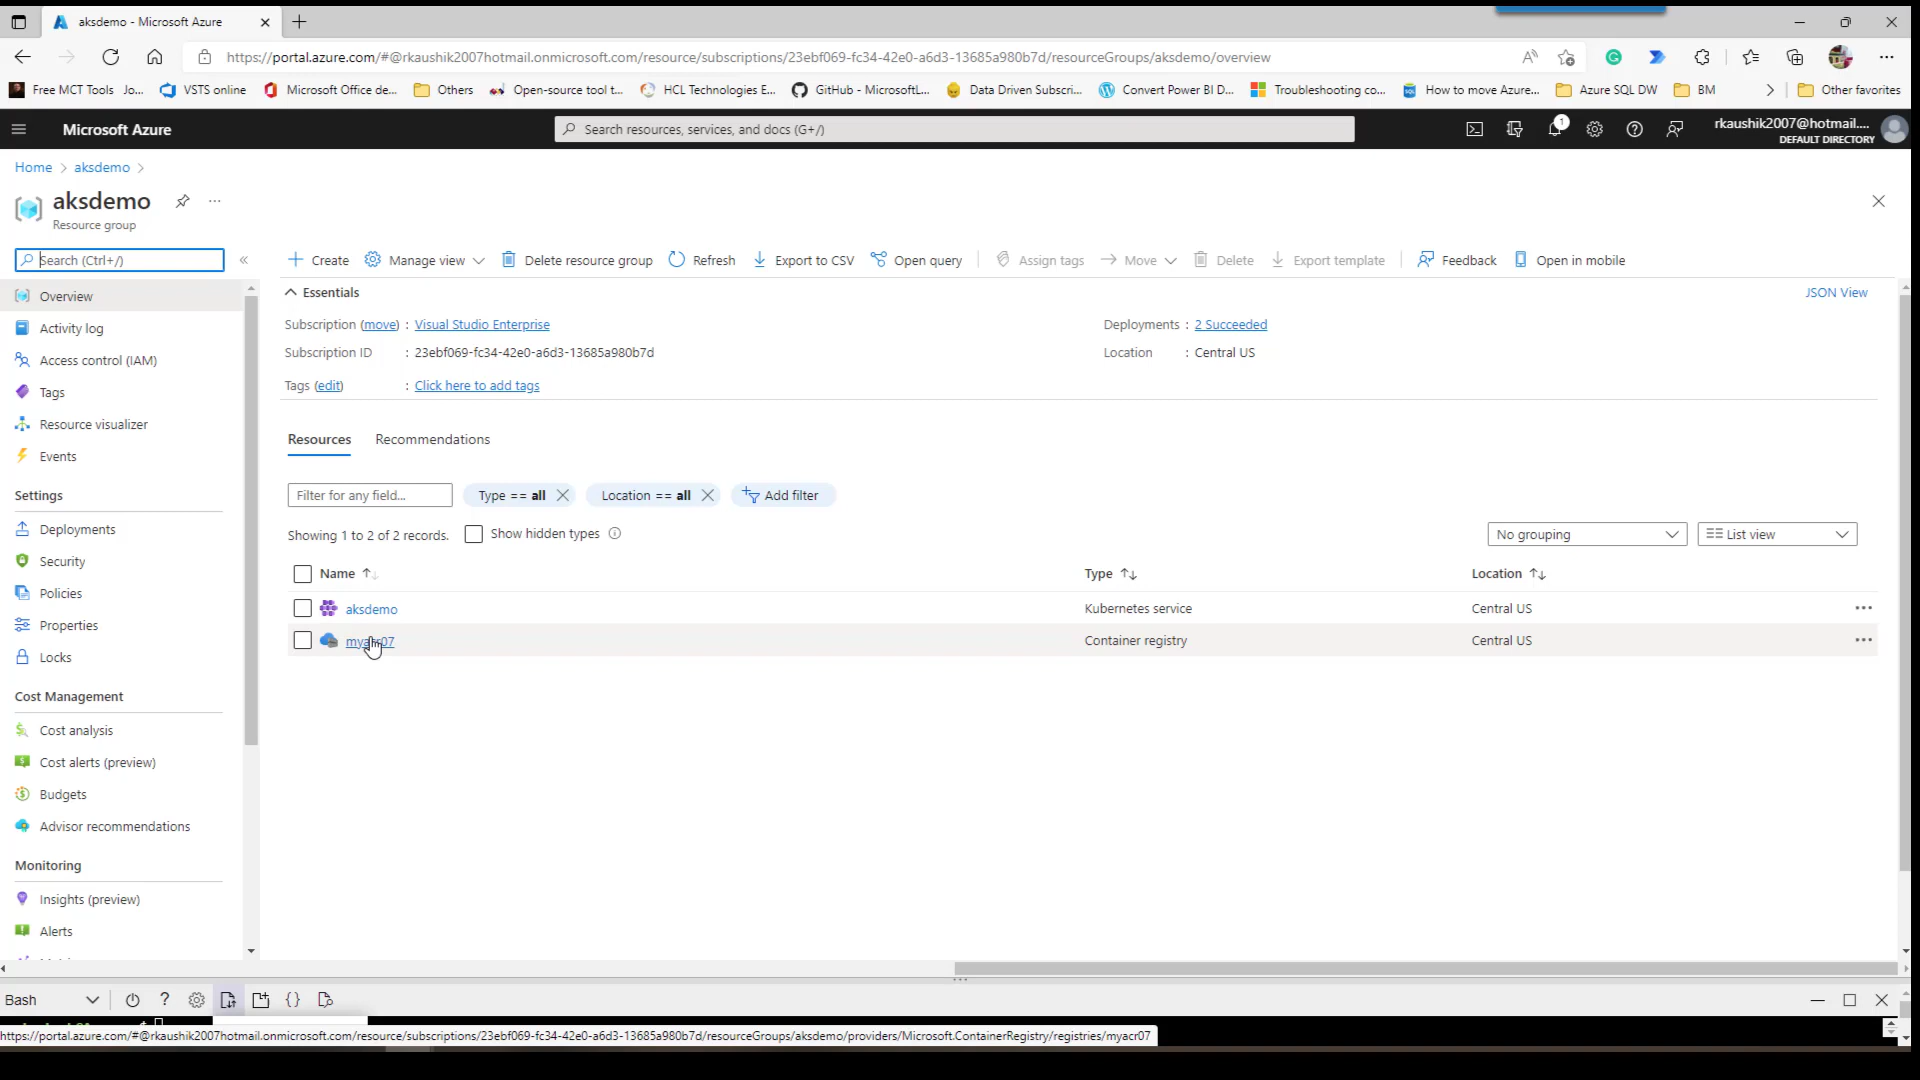 aksdemo - Microsoft Azure
https://portal.azure.com/#@rkaushik2007hotmail.onmicrosoft.com/resource/subscriptions/23ebf069-fc34-42e0-a6d3-13685a980b7d/resourceGroups/aksdemo/overview
Free MCT Tools Jo... VSTS online Microsoft Office de... Others Open-source tool t... HCL Technologies E... GitHub - MicrosoftL... Data Driven Subscri... Convert Power BI D... Troubleshooting co... How to move Azure... Azure SQL DW BM Other favorites
Microsoft Azure Search resources, services, and docs (G+/) 1 rkaushik2007@hotmail....
DEFAULT DIRECTORY
Home > aksdemo >
aksdemo ...
Resource group
Search (Ctrl+/) « Create Manage view Delete resource group Refresh Export to CSV Open query Assign tags Move Delete Export template Feedback Open in mobile
Overview
Activity log
Access control (IAM)
Tags
Resource visualizer
Events
Settings
Deployments
Security
Policies
Properties
Locks
Cost Management
Cost analysis
Cost alerts (preview)
Budgets
Advisor recommendations
Monitoring
Insights (preview)
Alerts
Essentials JSON View
Subscription (move) : Visual Studio Enterprise Deployments : 2 Succeeded
Subscription ID : 23ebf069-fc34-42e0-a6d3-13685a980b7d Location : Central US
Tags (edit) : Click here to add tags
Resources Recommendations
Filter for any field... Type == all Location == all Add filter
Showing 1 to 2 of 2 records. Show hidden types No grouping List view
Name Type Location
aksdemo Kubernetes service Central US
myacr07 Container registry Central US
Bash ? {}
https://portal.azure.com/#@rkaushik2007hotmail.onmicrosoft.com/resource/subscriptions/23ebf069-fc34-42e0-a6d3-13685a980b7d/resourceGroups/aksdemo/providers/Microsoft.ContainerRegistry/registries/myacr07